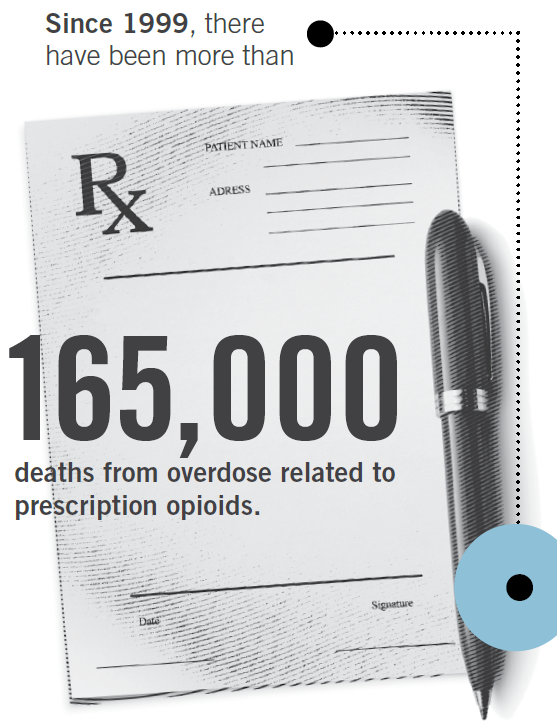 Since 1999, there
have been more than
Rx
PATIENT NAME
ADRESS
165,000
deaths from overdose related to
prescription opioids.
Date
Signature